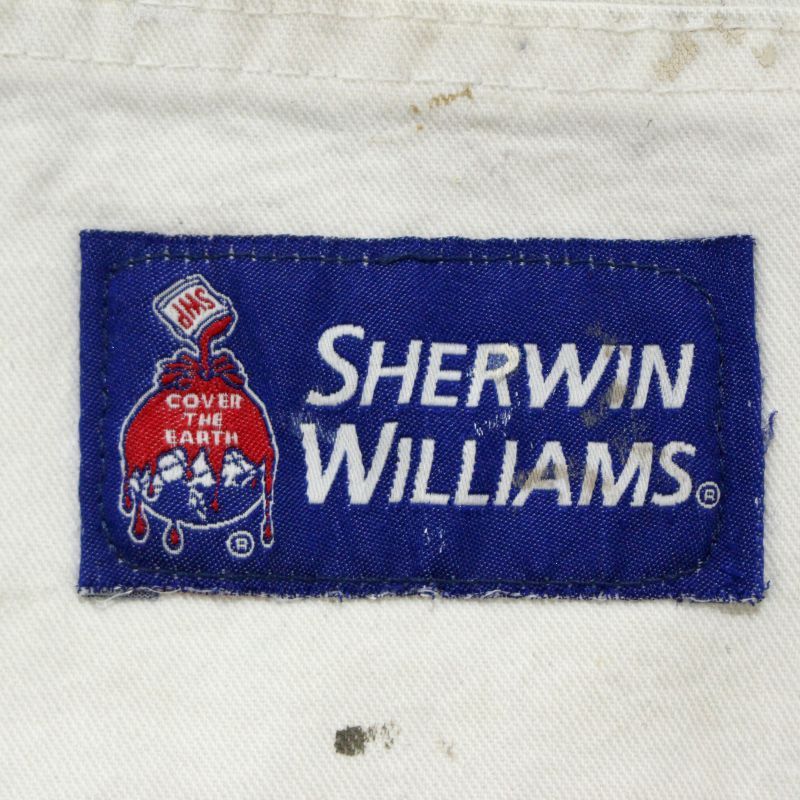 SWP
COVER
THE
EARTH
®
SHERWIN
WILLIAMS®